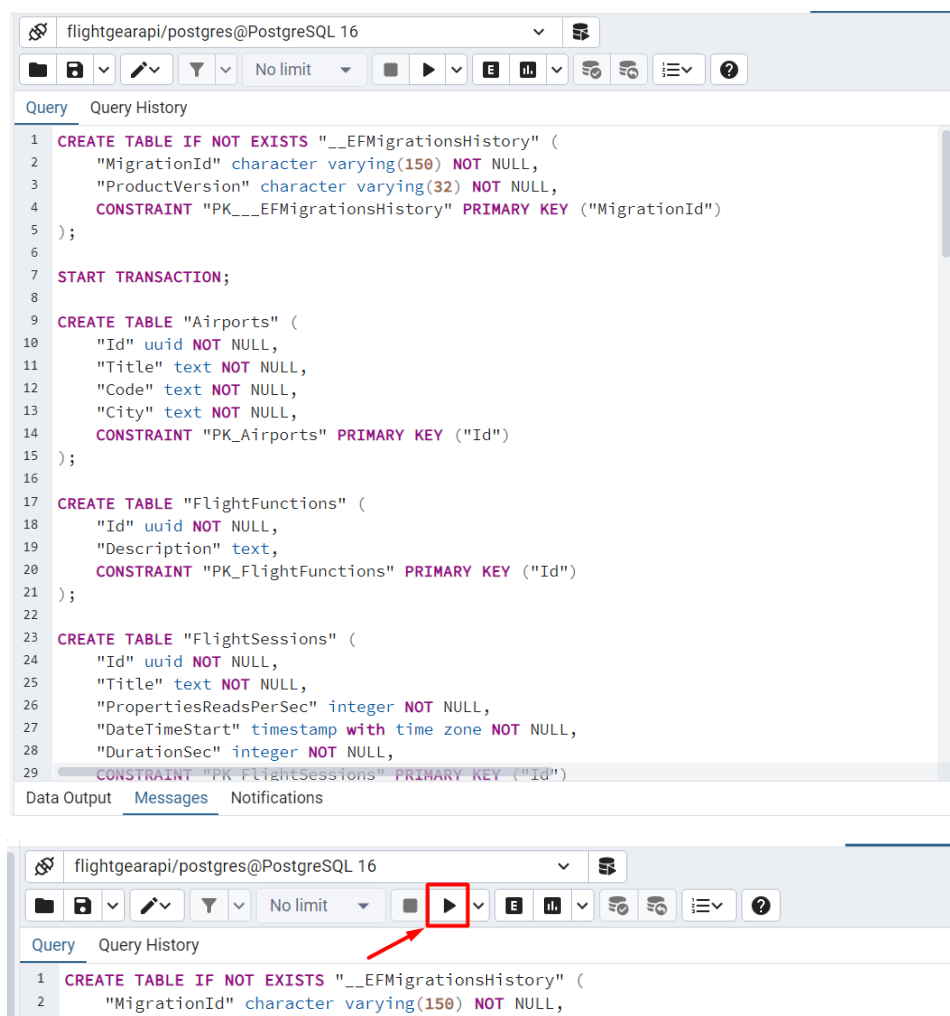 flightgearapi/postgres@PostgreSQL 16
No limit
E
?
Query Query History
1 CREATE TABLE IF NOT EXISTS "__EFMigrationsHistory" (
2 "MigrationId" character varying(150) NOT NULL,
3 "ProductVersion" character varying(32) NOT NULL,
4 CONSTRAINT "PK___EFMigrationsHistory" PRIMARY KEY ("MigrationId")
5 );
6
7 START TRANSACTION;
8
9 CREATE TABLE "Airports" (
10 "Id" uuid NOT NULL,
11 "Title" text NOT NULL,
12 "Code" text NOT NULL,
13 "City" text NOT NULL,
14 CONSTRAINT "PK_Airports" PRIMARY KEY ("Id")
15 );
16
17 CREATE TABLE "FlightFunctions" (
18 "Id" uuid NOT NULL,
19 "Description" text,
20 CONSTRAINT "PK_FlightFunctions" PRIMARY KEY ("Id")
21 );
22
23 CREATE TABLE "FlightSessions" (
24 "Id" uuid NOT NULL,
25 "Title" text NOT NULL,
26 "PropertiesReadsPerSec" integer NOT NULL,
27 "DateTimeStart" timestamp with time zone NOT NULL,
28 "DurationSec" integer NOT NULL,
29 CONSTRAINT "PK_FlightSessions" PRIMARY KEY ("Id")
Data Output Messages Notifications
flightgearapi/postgres@PostgreSQL 16
No limit
E
?
Query Query History
1 CREATE TABLE IF NOT EXISTS "__EFMigrationsHistory" (
2 "MigrationId" character varying(150) NOT NULL,